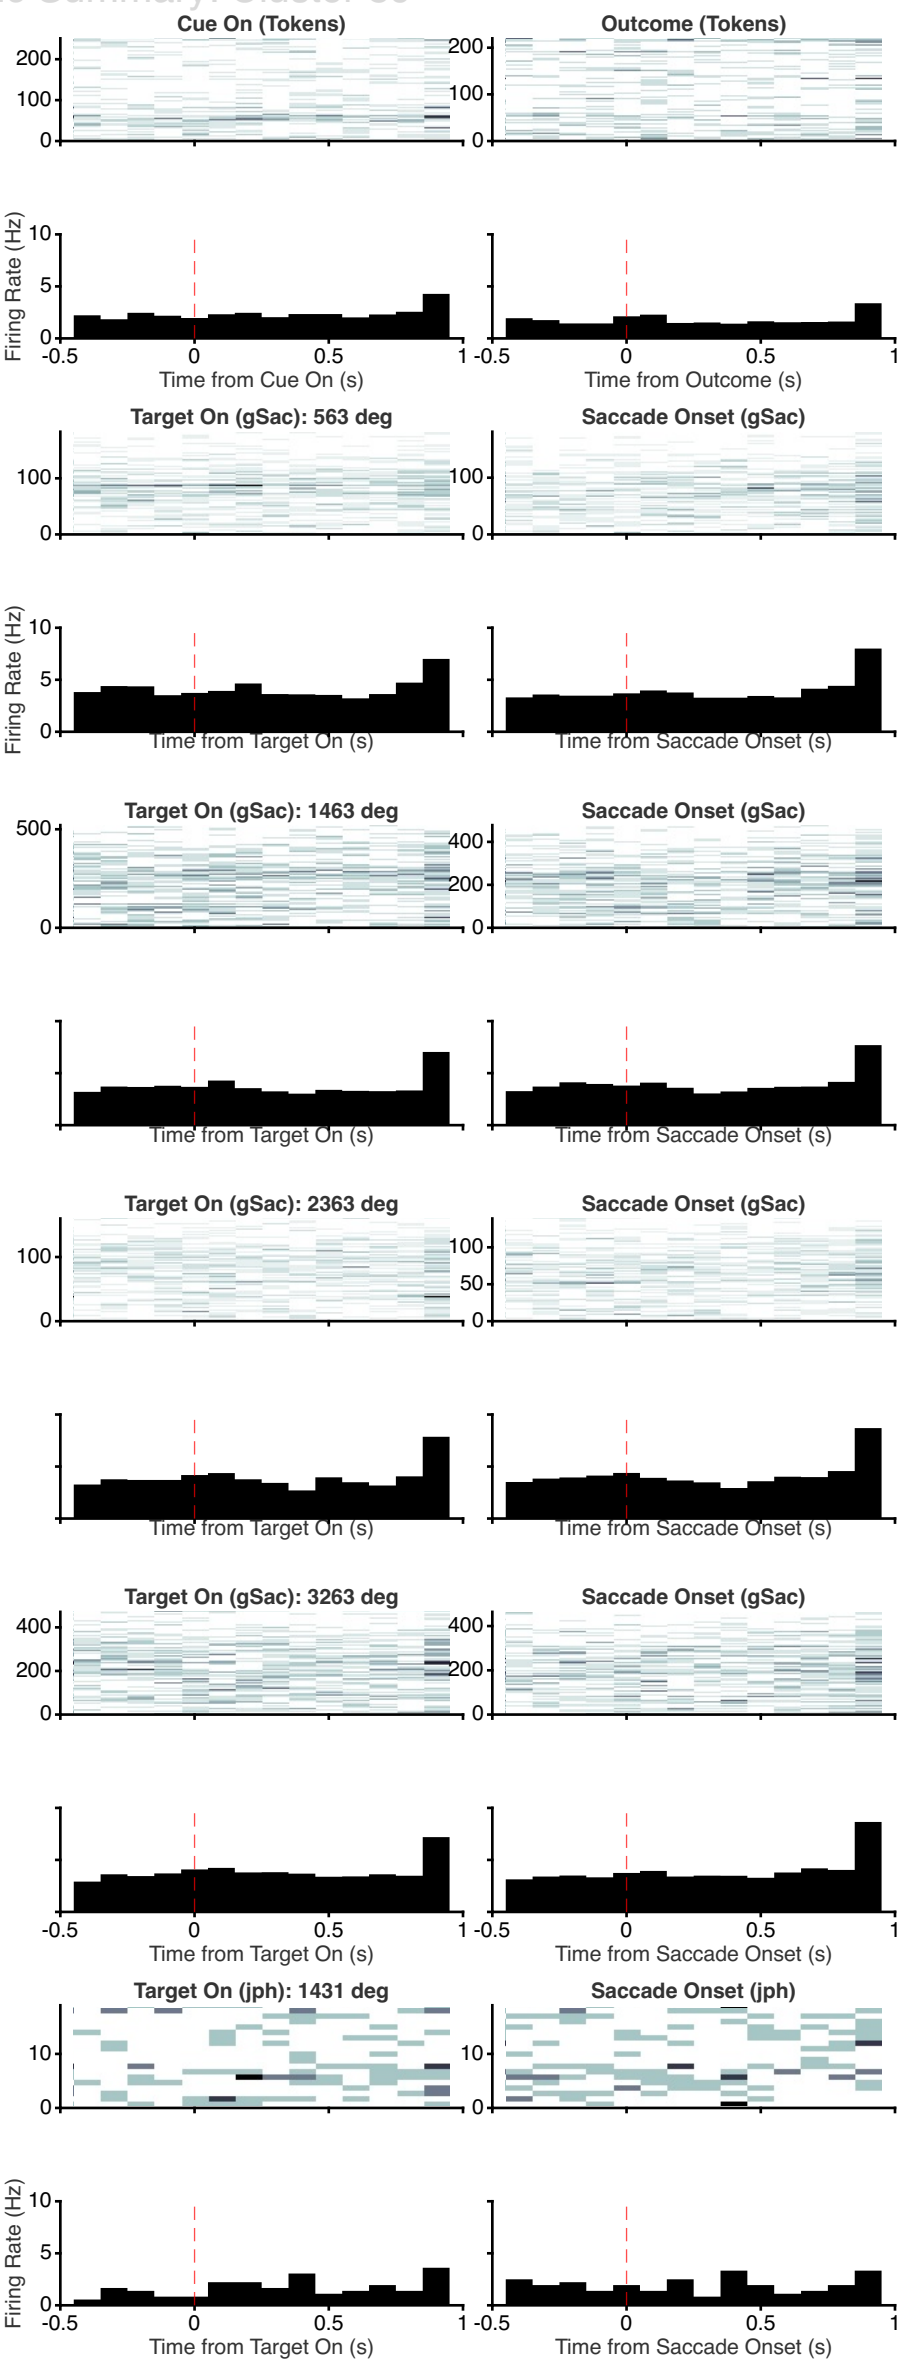 Summary: Cluster
Cue On (Tokens) Outcome (Tokens)
200 200
100 100
0 0
Firing Rate (Hz)
10
5
0
-0.5 0 0.5 1 -0.5 0 0.5 1
Time from Cue On (s) Time from Outcome (s)
Target On (gSac): 563 deg Saccade Onset (gSac)
100 100
0 0
Firing Rate (Hz)
10
5
0
Time from Target On (s) Time from Saccade Onset (s)
Target On (gSac): 1463 deg Saccade Onset (gSac)
500 400
200
0 0
Time from Target On (s) Time from Saccade Onset (s)
Target On (gSac): 2363 deg Saccade Onset (gSac)
100 100
50
0 0
Time from Target On (s) Time from Saccade Onset (s)
Target On (gSac): 3263 deg Saccade Onset (gSac)
400 400
200 200
0 0
-0.5 0 0.5 1 -0.5 0 0.5 1
Time from Target On (s) Time from Saccade Onset (s)
Target On (jph): 1431 deg Saccade Onset (jph)
10 10
0 0
Firing Rate (Hz)
10
5
0
-0.5 0 0.5 1 -0.5 0 0.5 1
Time from Target On (s) Time from Saccade Onset (s)